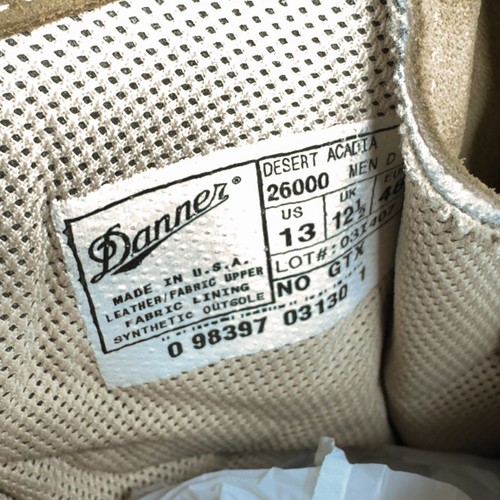 Danner®
MADE IN U.S.A.
LEATHER/FABRIC UPPER
FABRIC LINING
SYNTHETIC OUTSOLE
DESERT ACADIA
26000 MEN D
US
13
UK
12½
LOT#:
NO GTX
0 98397 03130 1